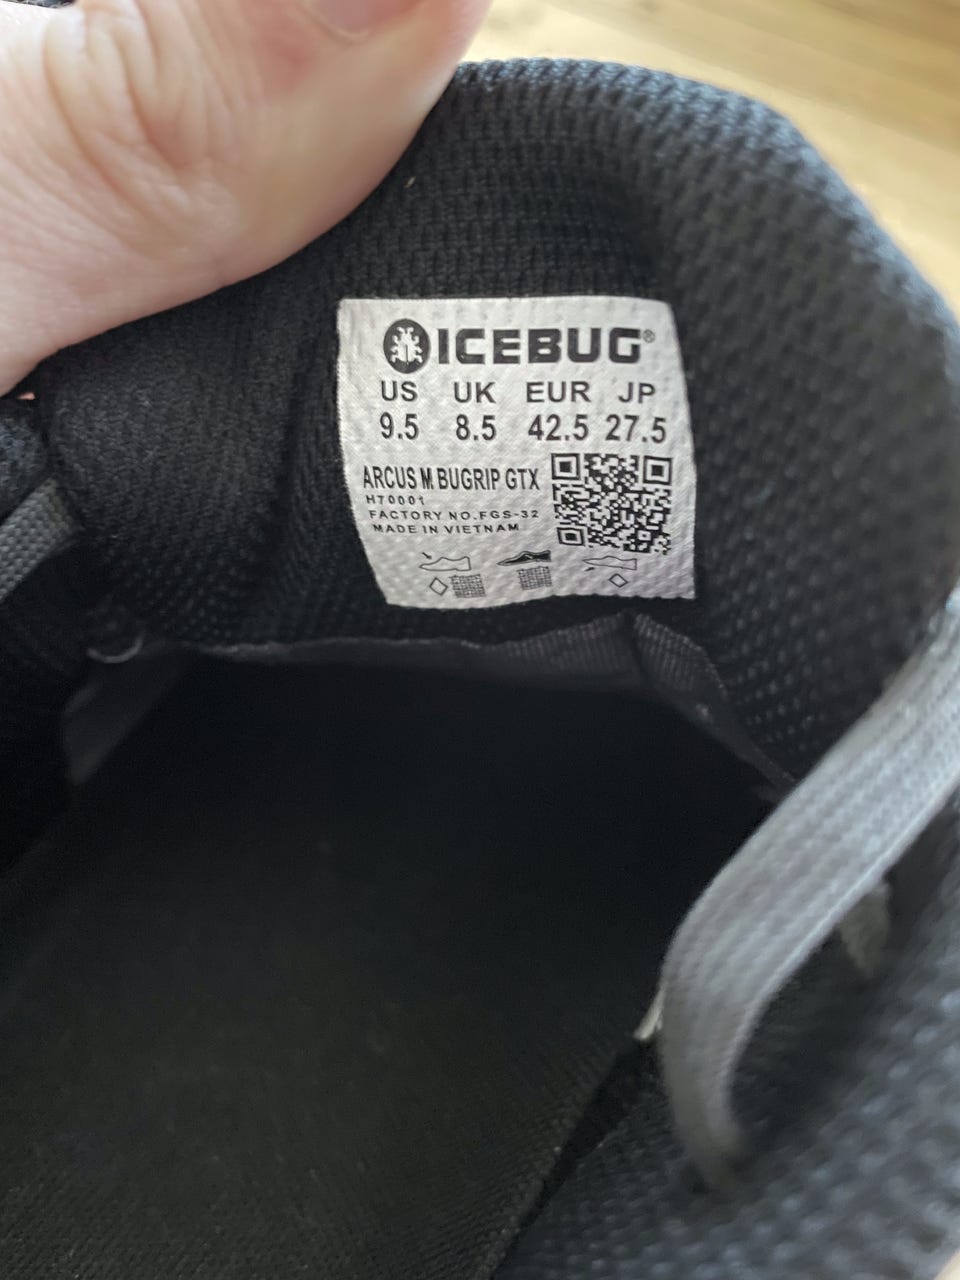 ICEBUG®
US UK EUR JP
9.5 8.5 42.5 27.5
ARCUS M BUGRIP GTX
H70001
FACTORY NO.FGS-32
MADE IN VIETNAM